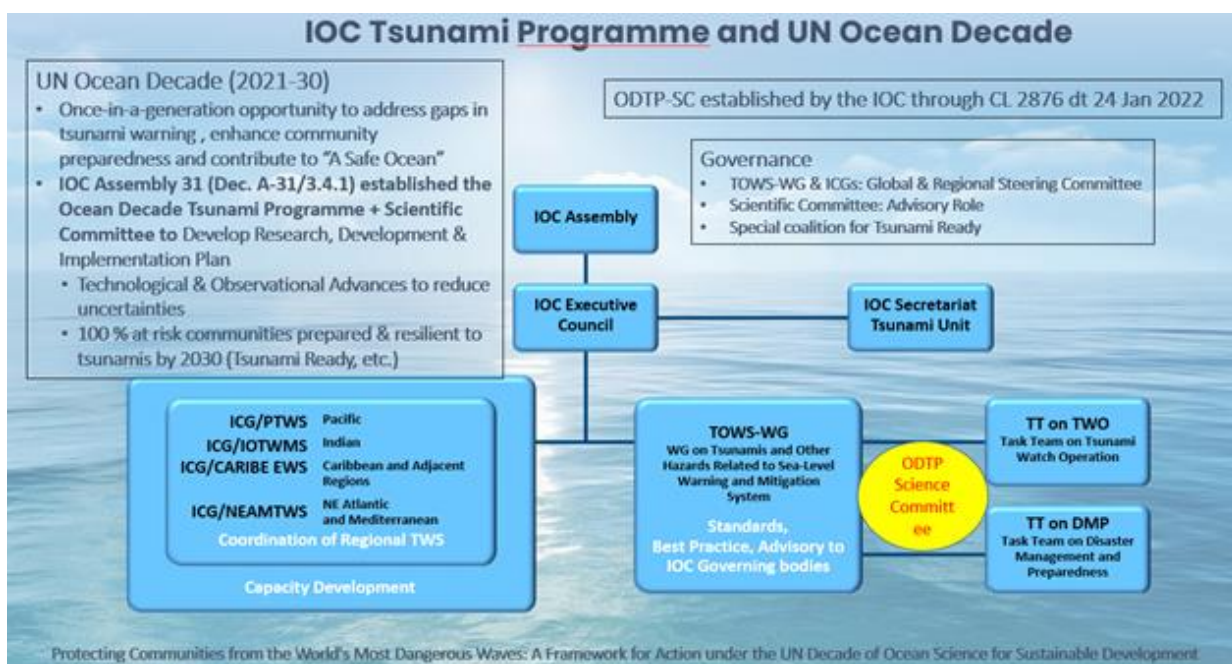 IOC Tsunami Programme and UN Ocean Decade
UN Ocean Decade (2021-30)
• Once-in-a-generation opportunity to address gaps in
tsunami warning , enhance community
preparedness and contribute to "A Safe Ocean"
• IOC Assembly 31 (Dec. A-31/3.4.1) established the
Ocean Decade Tsunami Programme + Scientific
Committee to Develop Research, Development &
Implementation Plan
• Technological & Observational Advances to reduce
uncertainties
• 100 % at risk communities prepared & resilient to
tsunamis by 2030 (Tsunami Ready, etc.)
ODTP-SC established by the IOC through CL 2876 dt 24 Jan 2022
Governance
• TOWS-WG & ICGs: Global & Regional Steering Committee
• Scientific Committee: Advisory Role
• Special coalition for Tsunami Ready
IOC Assembly
IOC Executive
Council
IOC Secretariat
Tsunami Unit
ICG/PTWS Pacific
ICG/IOTWMS Indian
ICG/CARIBE EWS Caribbean and Adjacent
Regions
ICG/NEAMTWS NE Atlantic
and Mediterranean
Coordination of Regional TWS
Capacity Development
TOWS-WG
WG on Tsunamis and Other
Hazards Related to Sea-Level
Warning and Mitigation
System
Standards,
Best Practice, Advisory to
IOC Governing bodies
ODTP
Science
Committ
ee
TT on TWO
Task Team on Tsunami
Watch Operation
TT on DMP
Task Team on Disaster
Management and
Preparedness
Protecting Communities from the World's Most Dangerous Waves: A Framework for Action under the UN Decade of Ocean Science for Sustainable Development